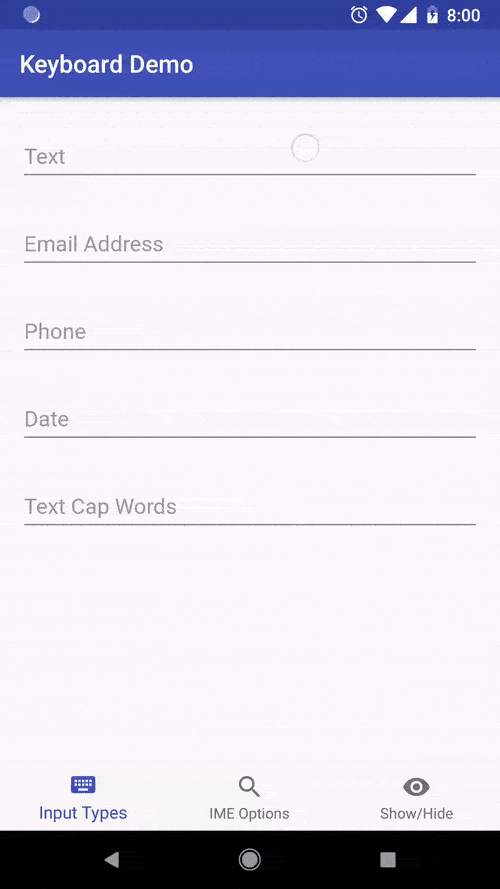 8:00
Keyboard Demo
Text
Email Address
Phone
Date
Text Cap Words
Input Types
IME Options
Show/Hide